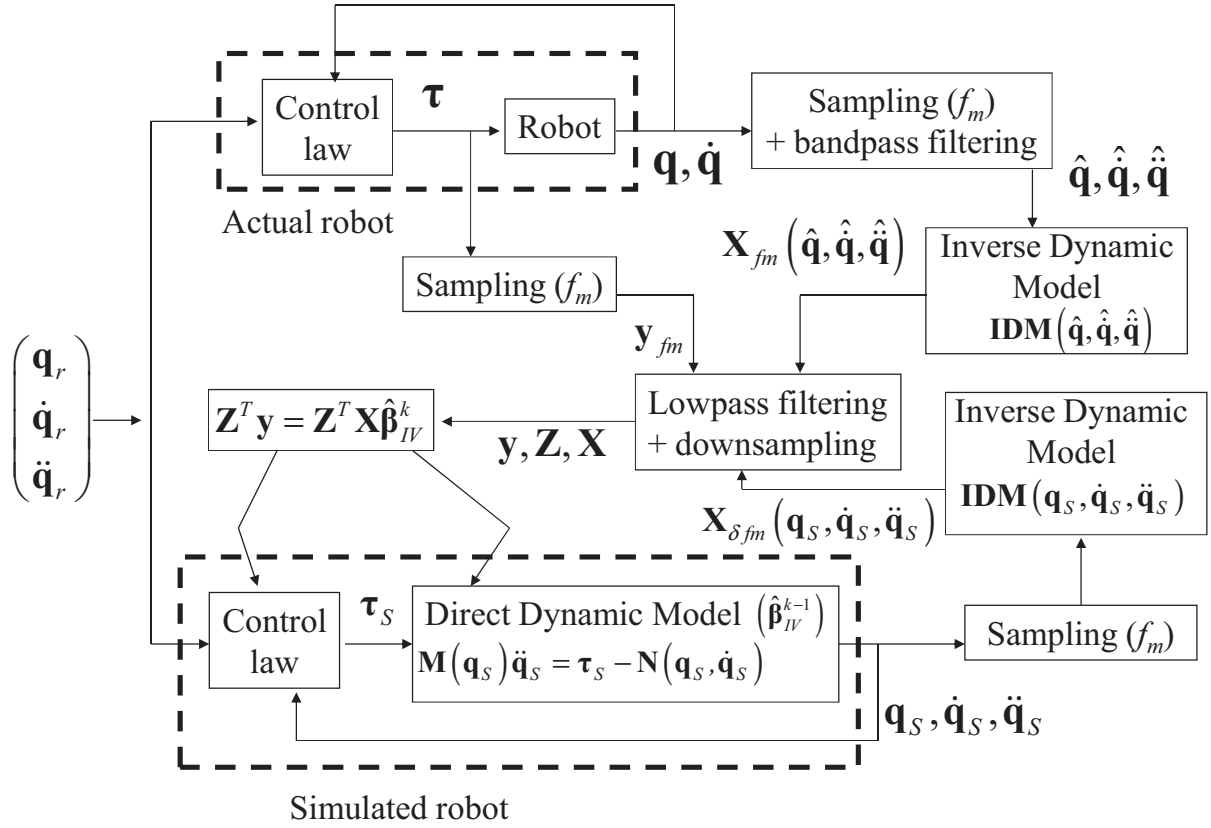 Control
law
τ
Robot
Sampling (f_m)
+ bandpass filtering
q, q̇
q̂, q̇̂, q̈̂
Actual robot
X_fm (q̂, q̇̂, q̈̂)
Inverse Dynamic
Model
IDM(q̂, q̇̂, q̈̂)
Sampling (f_m)
y_fm
q_r
q̇_r
q̈_r
Z^T y = Z^T X β̂_IV^k
y, Z, X
Lowpass filtering
+ downsampling
Inverse Dynamic
Model
IDM(q_S, q̇_S, q̈_S)
X_δfm (q_S, q̇_S, q̈_S)
Control
law
τ_S
Direct Dynamic Model (β̂_IV^k-1)
M(q_S)q̈_S = τ_S − N(q_S, q̇_S)
Sampling (f_m)
q_S, q̇_S, q̈_S
Simulated robot